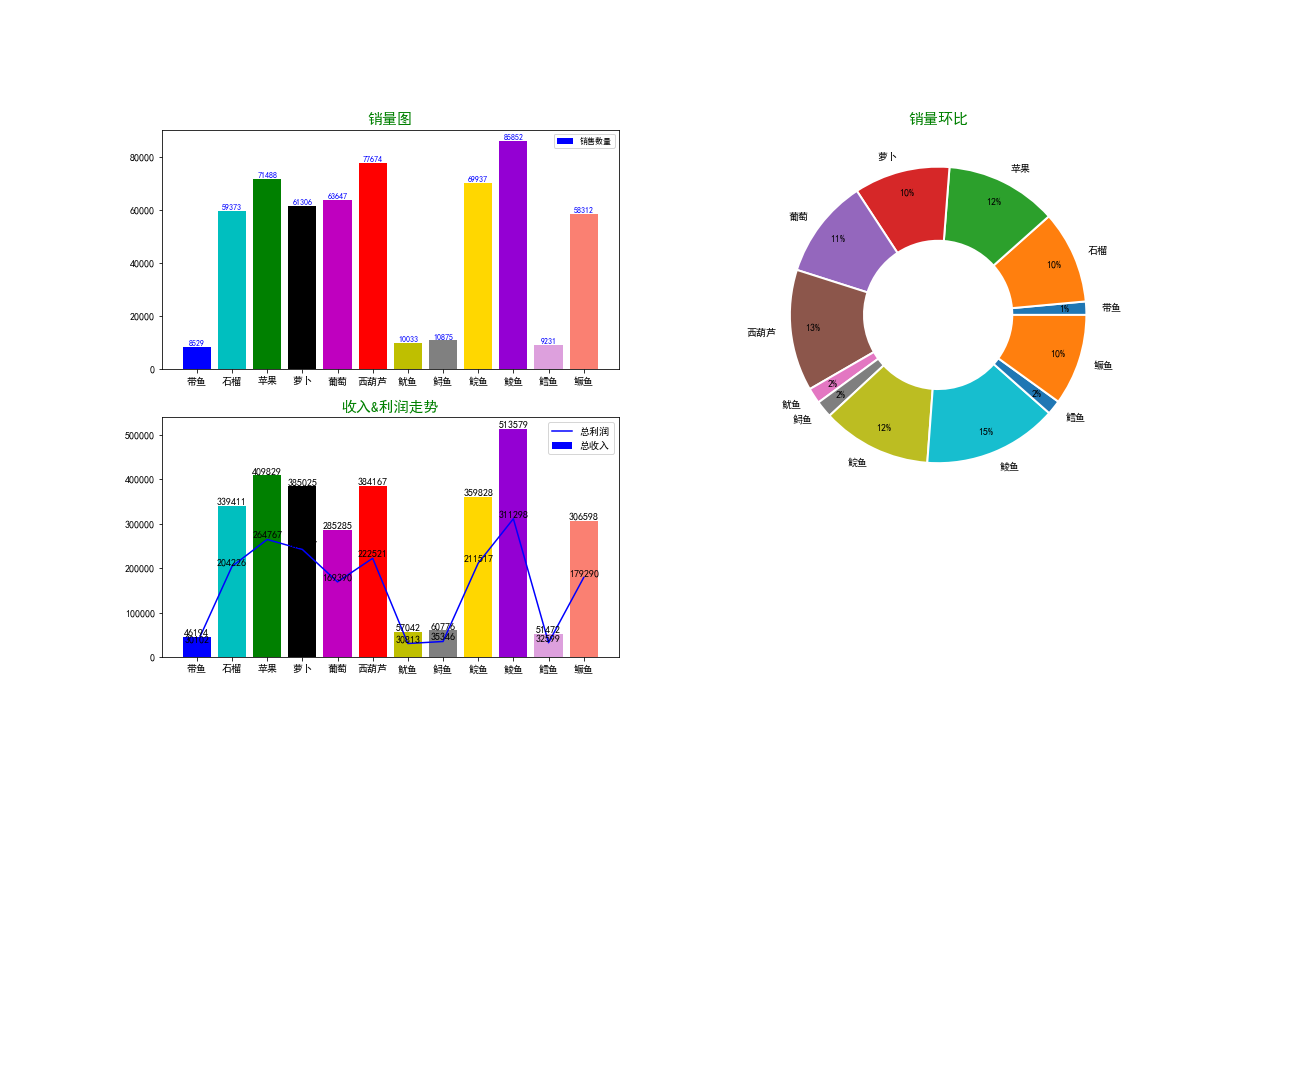 销量图
销售数量
80000
60000
40000
20000
0
8529
59373
71488
61306
63647
77674
10033
10875
69937
85852
9231
58312
带鱼
石榴
苹果
萝卜
葡萄
西葫芦
鱿鱼
鲟鱼
鲩鱼
鲮鱼
鳕鱼
鳜鱼
收入&利润走势
总利润
总收入
500000
400000
300000
200000
100000
0
46194
339411
409829
385025
285285
384167
57042
60775
359828
513579
51472
306598
204226
264767
169390
222521
30813
35346
211517
311298
32599
179290
带鱼
石榴
苹果
萝卜
葡萄
西葫芦
鱿鱼
鲟鱼
鲩鱼
鲮鱼
鳕鱼
鳜鱼
销量环比
带鱼
1%
石榴
10%
苹果
12%
萝卜
10%
葡萄
11%
西葫芦
13%
鱿鱼
2%
鲟鱼
2%
鲩鱼
12%
鲮鱼
15%
鳕鱼
2%
鳜鱼
10%